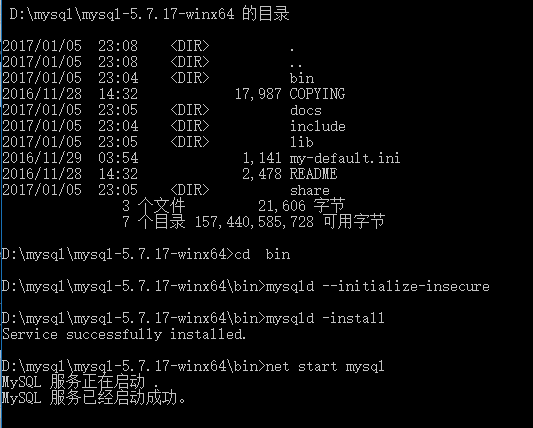 D:\mysql\mysql-5.7.17-winx64 的目录
2017/01/05  23:08    <DIR>          .
2017/01/05  23:08    <DIR>          ..
2017/01/05  23:04    <DIR>          bin
2016/11/28  14:32            17,987 COPYING
2017/01/05  23:05    <DIR>          docs
2017/01/05  23:04    <DIR>          include
2017/01/05  23:05    <DIR>          lib
2016/11/29  03:54             1,141 my-default.ini
2016/11/28  14:32             2,478 README
2017/01/05  23:05    <DIR>          share
3 个文件         21,606 字节
7 个目录 157,440,585,728 可用字节
D:\mysql\mysql-5.7.17-winx64>cd  bin
D:\mysql\mysql-5.7.17-winx64\bin>mysqld --initialize-insecure
D:\mysql\mysql-5.7.17-winx64\bin>mysqld -install
Service successfully installed.
D:\mysql\mysql-5.7.17-winx64\bin>net start mysql
MySQL 服务正在启动 .
MySQL 服务已经启动成功。